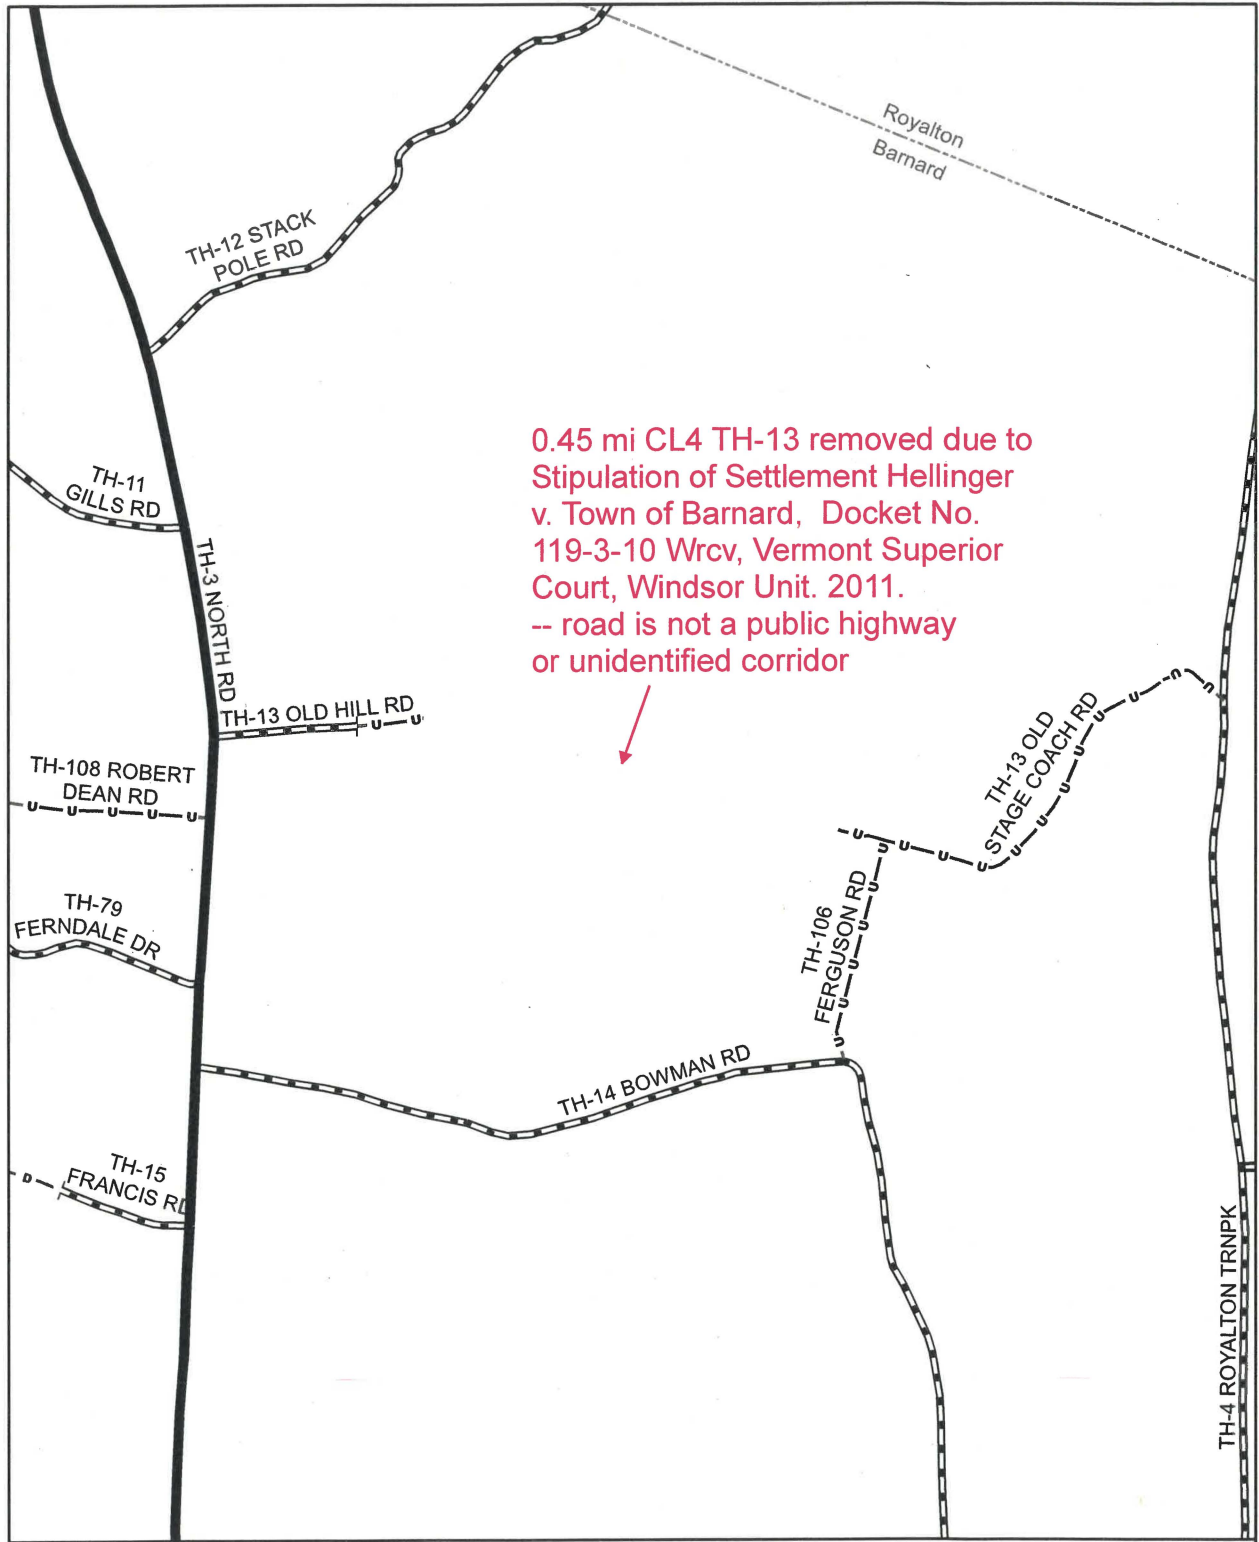 Royalton
Barnard
TH-12 STACK
POLE RD
0.45 mi CL4 TH-13 removed due to
Stipulation of Settlement Hellinger
v. Town of Barnard, Docket No.
119-3-10 Wrcv, Vermont Superior
Court, Windsor Unit. 2011.
-- road is not a public highway
or unidentified corridor
TH-11
GILLS RD
TH-3 NORTH RD
TH-13 OLD HILL RD
U U
TH-108 ROBERT
DEAN RD
U U U U U
TH-13 OLD
STAGE COACH RD
U U U U U U U U U U U U
TH-106
FERGUSON RD
U U U U U U
TH-79
FERNDALE DR
TH-14 BOWMAN RD
TH-15
FRANCIS RD
D
TH-4 ROYALTON TRNPK